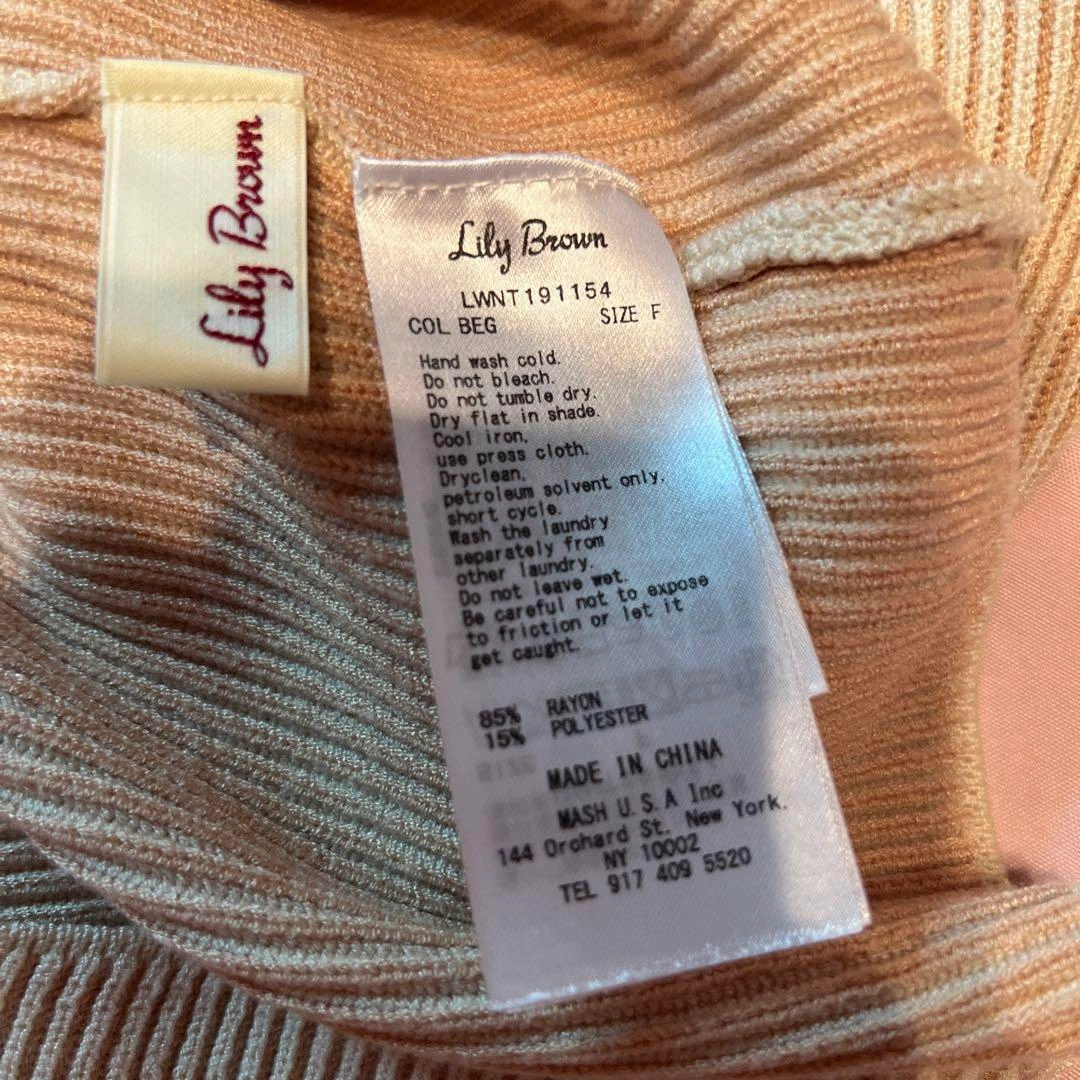 Lily Brown
Lily Brown
LWNT191154
COL BEG SIZE F
Hand wash cold.
Do not bleach.
Do not tumble dry.
Dry flat in shade.
Cool iron,
use press cloth.
Dryclean,
petroleum solvent only.
short cycle.
Wash the laundry
separately from
other laundry.
Do not leave wet.
Be careful not to expose
to friction or let it
get caught.
85% RAYON
15% POLYESTER
MADE IN CHINA
MASH U.S.A Inc
144 Orchard St. New York.
NY 10002
TEL 917 409 5520